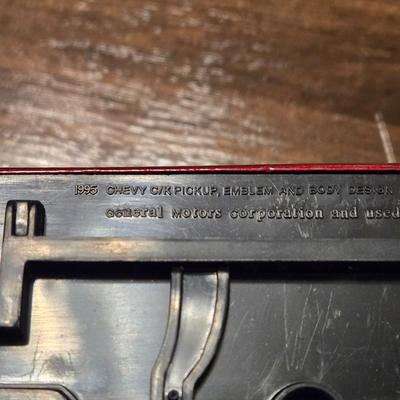 1995 CHEVY C/K PICKUP, EMBLEM AND BODY DESIGN
General Motors corporation and used